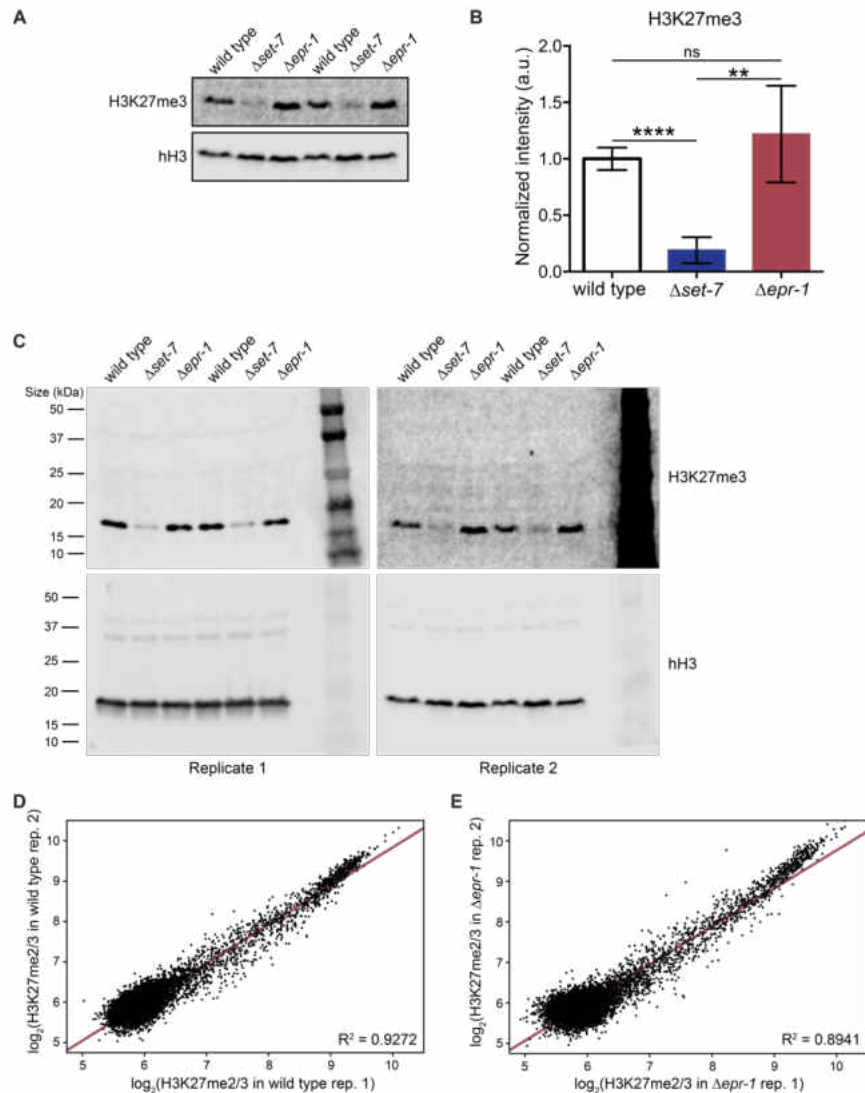 A
wild type
Δset-7
Δepr-1
wild type
Δset-7
Δepr-1
H3K27me3
hH3
B
H3K27me3
Normalized intensity (a.u.)
2.0
1.5
1.0
0.5
0.0
ns
**
****
wild type Δset-7 Δepr-1
C
wild type
Δset-7
Δepr-1
wild type
Δset-7
Δepr-1
wild type
Δset-7
Δepr-1
wild type
Δset-7
Δepr-1
Size (kDa)
50
37
25
20
15
10
H3K27me3
50
37
25
20
15
10
hH3
Replicate 1
Replicate 2
D
log2(H3K27me2/3 in wild type rep. 2)
10
9
8
7
6
5
R² = 0.9272
5 6 7 8 9 10
log2(H3K27me2/3 in wild type rep. 1)
E
log2(H3K27me2/3 in Δepr-1 rep. 2)
10
9
8
7
6
5
R² = 0.8941
5 6 7 8 9 10
log2(H3K27me2/3 in Δepr-1 rep. 1)